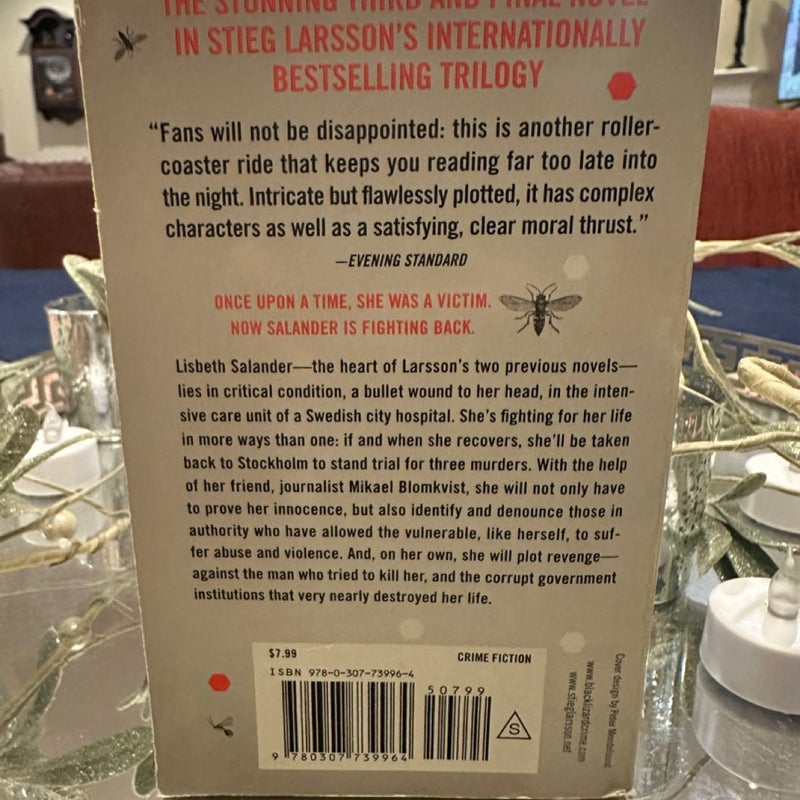 THE STUNNING THIRD AND FINAL NOVEL
IN STIEG LARSSON'S INTERNATIONALLY
BESTSELLING TRILOGY
“Fans will not be disappointed: this is another roller-
coaster ride that keeps you reading far too late into
the night. Intricate but flawlessly plotted, it has complex
characters as well as a satisfying, clear moral thrust.”
—EVENING STANDARD
ONCE UPON A TIME, SHE WAS A VICTIM.
NOW SALANDER IS FIGHTING BACK.
Lisbeth Salander—the heart of Larsson's two previous novels—
lies in critical condition, a bullet wound to her head, in the inten-
sive care unit of a Swedish city hospital. She's fighting for her life
in more ways than one: if and when she recovers, she'll be taken
back to Stockholm to stand trial for three murders. With the help
of her friend, journalist Mikael Blomkvist, she will not only have
to prove her innocence, but also identify and denounce those in
authority who have allowed the vulnerable, like herself, to suf-
fer abuse and violence. And, on her own, she will plot revenge—
against the man who tried to kill her, and the corrupt government
institutions that very nearly destroyed her life.
$7.99
CRIME FICTION
ISBN 978-0-307-73996-4
50799
9 780307 739964
S
Cover design by Peter Mendelsund
www.blacklizardcrime.com
www.stieglarsson.net